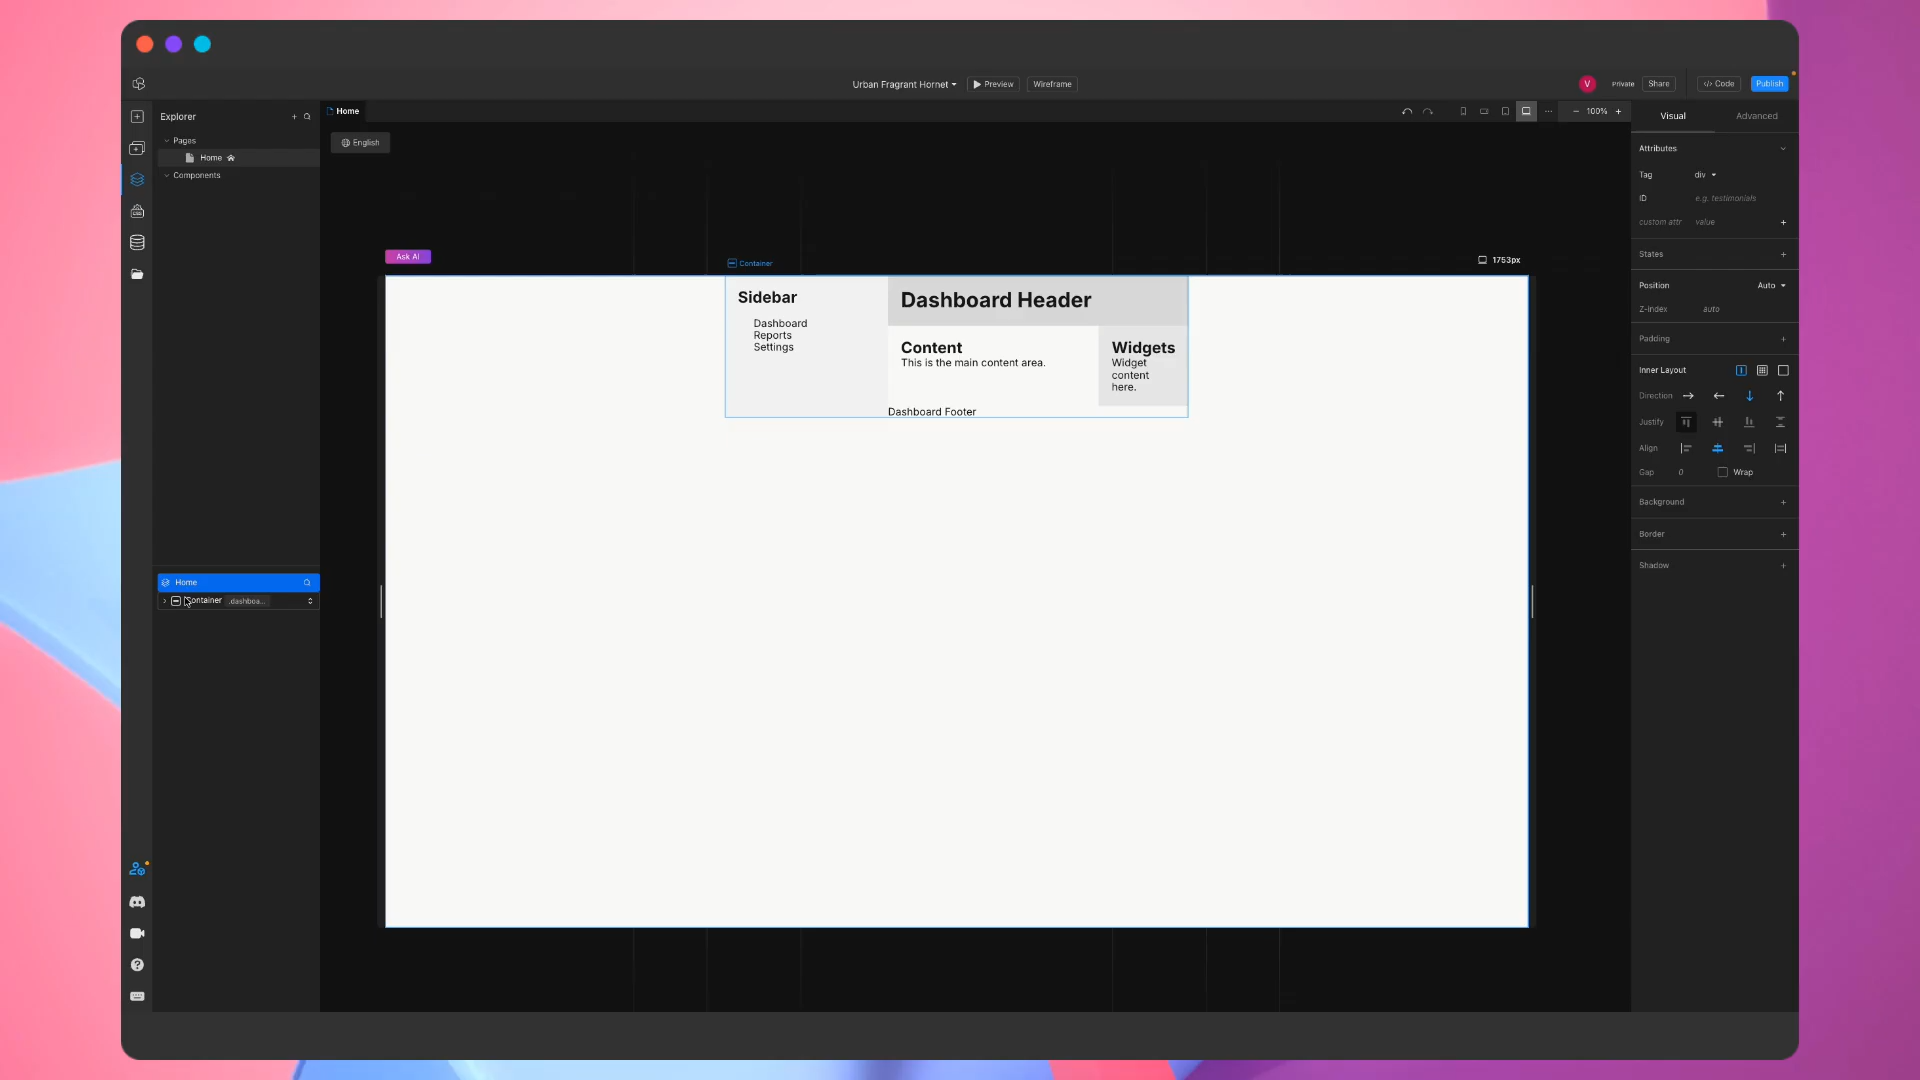 Urban Fragrant Hornet
Preview
Wireframe
V
Private
Share
</> Code
Publish
Explorer
Pages
Home
Components
Home
English
100%
Ask AI
Container
1753px
Sidebar
Dashboard
Reports
Settings
Dashboard Header
Content
This is the main content area.
Widgets
Widget
content
here.
Dashboard Footer
Home
Container .dashboa...
Visual
Advanced
Attributes
Tag div
ID e.g. testimonials
custom attr value
States
Position Auto
Z-index auto
Padding
Inner Layout
Direction
Justify
Align
Gap 0 Wrap
Background
Border
Shadow